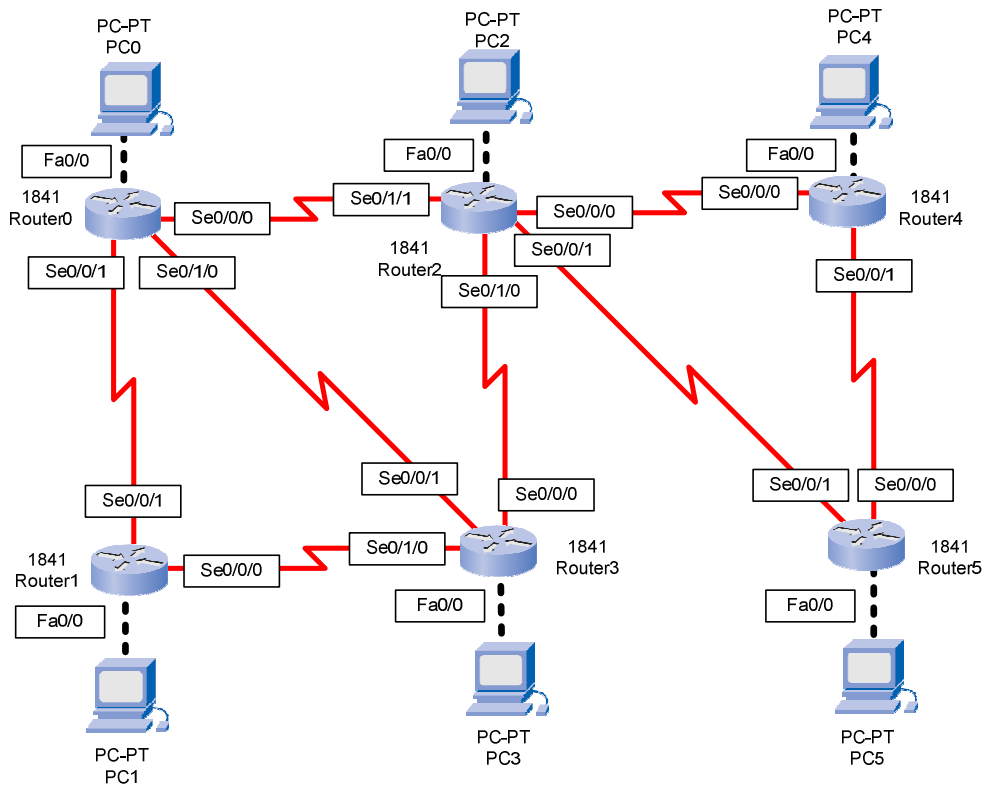 PC-PT
PC0
PC-PT
PC2
PC-PT
PC4
Fa0/0
Fa0/0
Fa0/0
1841
Router0
Se0/0/0
Se0/1/1
Se0/0/0
Se0/0/0
1841
Router4
1841
Router2
Se0/0/1
Se0/1/0
Se0/0/1
Se0/1/0
Se0/0/1
Se0/0/1
Se0/0/1
Se0/0/0
Se0/0/1
Se0/0/0
1841
Router1
Se0/0/0
Se0/1/0
1841
Router3
1841
Router5
Fa0/0
Fa0/0
Fa0/0
PC-PT
PC1
PC-PT
PC3
PC-PT
PC5